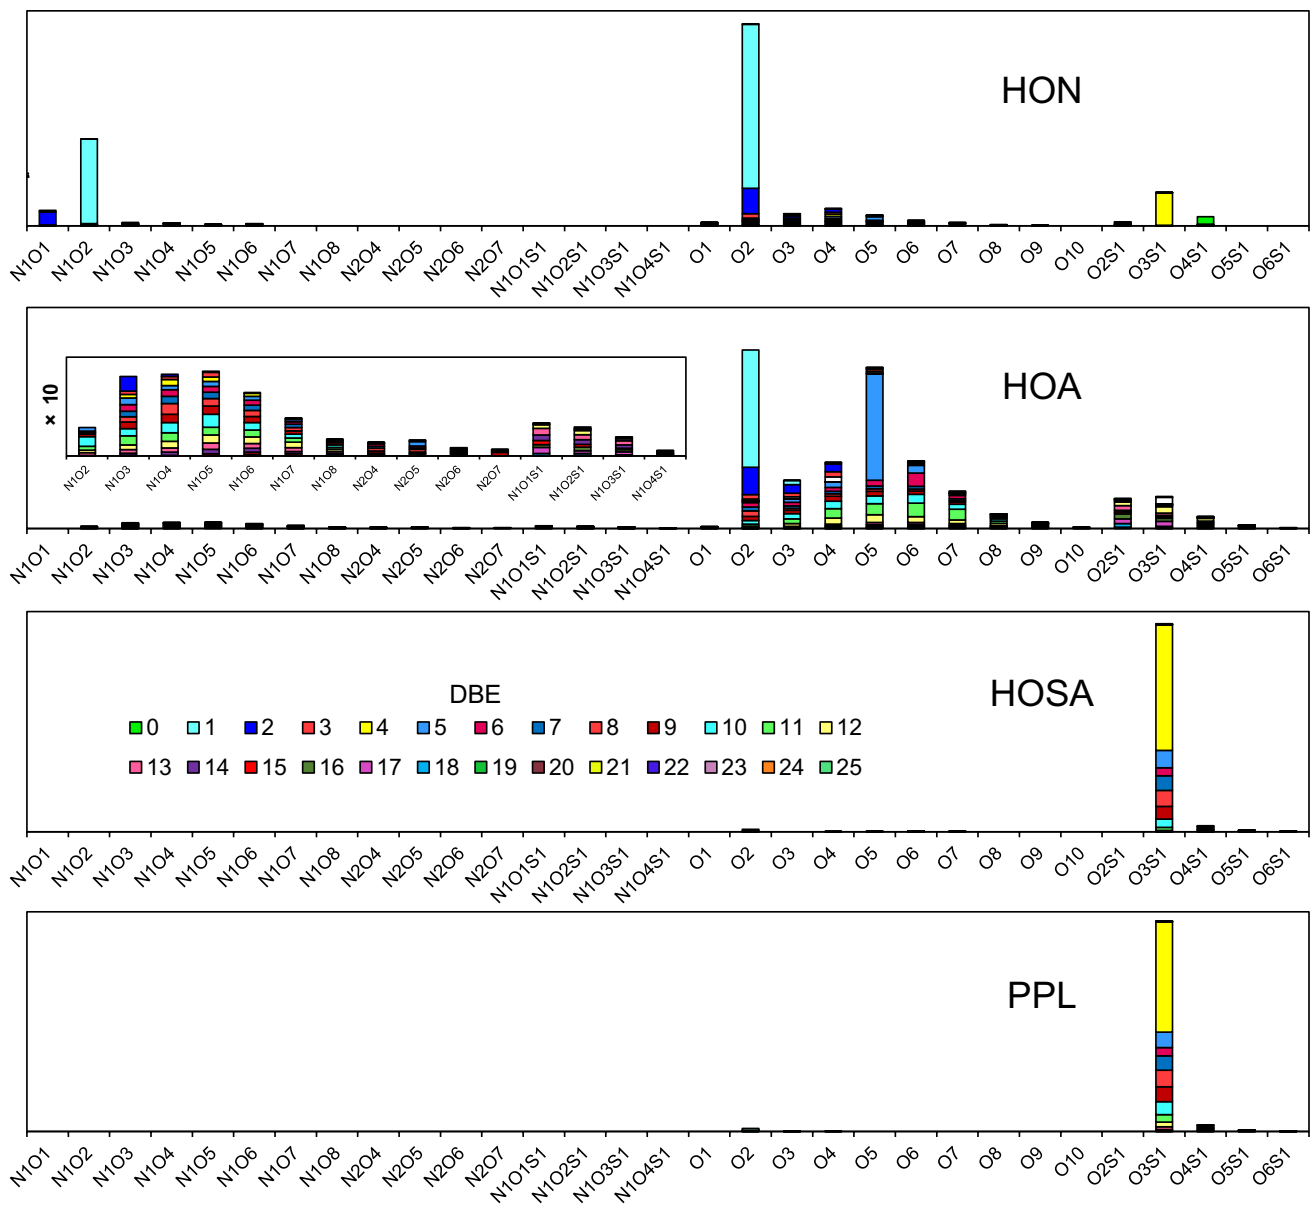 HON
N1O1 N1O2 N1O3 N1O4 N1O5 N1O6 N1O7 N1O8 N2O4 N2O5 N2O6 N2O7 N1O1S1 N1O2S1 N1O3S1 N1O4S1 O1 O2 O3 O4 O5 O6 O7 O8 O9 O10 O2S1 O3S1 O4S1 O5S1 O6S1
HOA
× 10
N1O2 N1O3 N1O4 N1O5 N1O6 N1O7 N1O8 N2O4 N2O5 N2O6 N2O7 N1O1S1 N1O2S1 N1O3S1 N1O4S1
N1O1 N1O2 N1O3 N1O4 N1O5 N1O6 N1O7 N1O8 N2O4 N2O5 N2O6 N2O7 N1O1S1 N1O2S1 N1O3S1 N1O4S1 O1 O2 O3 O4 O5 O6 O7 O8 O9 O10 O2S1 O3S1 O4S1 O5S1 O6S1
HOSA
DBE
0 1 2 3 4 5 6 7 8 9 10 11 12
13 14 15 16 17 18 19 20 21 22 23 24 25
N1O1 N1O2 N1O3 N1O4 N1O5 N1O6 N1O7 N1O8 N2O4 N2O5 N2O6 N2O7 N1O1S1 N1O2S1 N1O3S1 N1O4S1 O1 O2 O3 O4 O5 O6 O7 O8 O9 O10 O2S1 O3S1 O4S1 O5S1 O6S1
PPL
N1O1 N1O2 N1O3 N1O4 N1O5 N1O6 N1O7 N1O8 N2O4 N2O5 N2O6 N2O7 N1O1S1 N1O2S1 N1O3S1 N1O4S1 O1 O2 O3 O4 O5 O6 O7 O8 O9 O10 O2S1 O3S1 O4S1 O5S1 O6S1